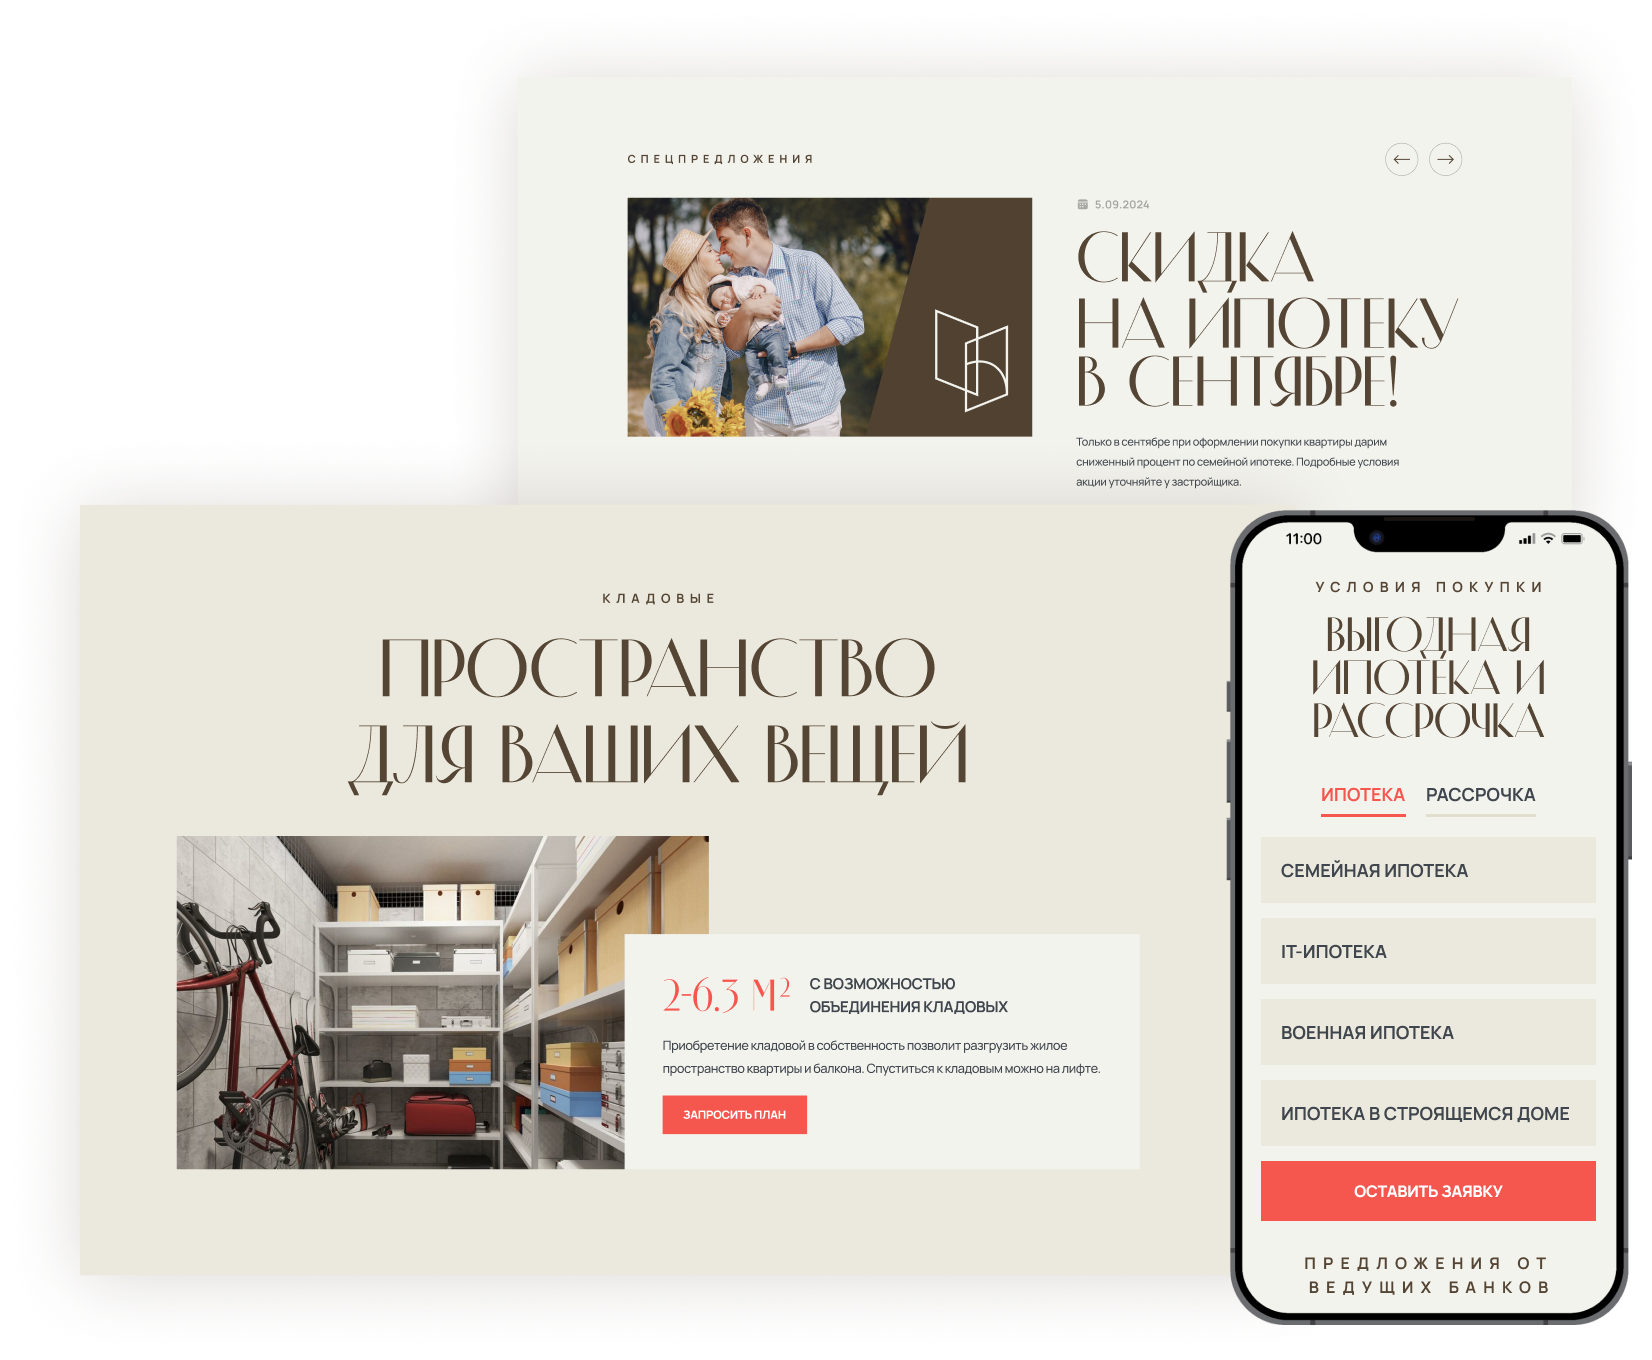 СПЕЦПРЕДЛОЖЕНИЯ
5.09.2024
СКИДКА
НА ИПОТЕКУ
В СЕНТЯБРЕ!
Только в сентябре при оформлении покупки квартиры дарим
сниженный процент по семейной ипотеке. Подробные условия
акции уточняйте у застройщика.
КЛАДОВЫЕ
ПРОСТРАНСТВО
ДЛЯ ВАШИХ ВЕЩЕЙ
2-6.3 М²
С ВОЗМОЖНОСТЬЮ
ОБЪЕДИНЕНИЯ КЛАДОВЫХ
Приобретение кладовой в собственность позволит разгрузить жилое
пространство квартиры и балкона. Спуститься к кладовым можно на лифте.
ЗАПРОСИТЬ ПЛАН
11:00
УСЛОВИЯ ПОКУПКИ
ВЫГОДНАЯ
ИПОТЕКА И
РАССРОЧКА
ИПОТЕКА РАССРОЧКА
СЕМЕЙНАЯ ИПОТЕКА
IT-ИПОТЕКА
ВОЕННАЯ ИПОТЕКА
ИПОТЕКА В СТРОЯЩЕМСЯ ДОМЕ
ОСТАВИТЬ ЗАЯВКУ
ПРЕДЛОЖЕНИЯ ОТ
ВЕДУЩИХ БАНКОВ